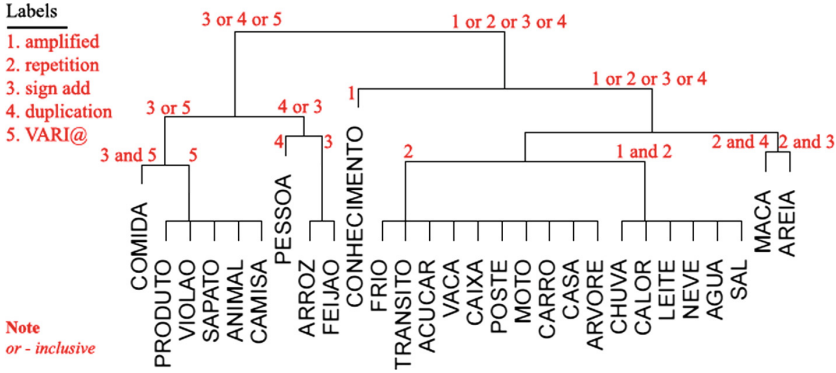 Labels
1. amplified
2. repetition
3. sign add
4. duplication
5. VARI@
3 or 4 or 5
1 or 2 or 3 or 4
1
1 or 2 or 3 or 4
3 or 5
4 or 3
3 and 5
5
4
3
2
1 and 2
2 and 4
2 and 3
COMIDA
PRODUTO
VIOLAO
SAPATO
ANIMAL
CAMISA
PESSOA
ARROZ
FEIJAO
CONHECIMENTO
FRIO
TRANSITO
ACUCAR
VACA
CAIXA
POSTE
MOTO
CARRO
CASA
ARVORE
CHUVA
CALOR
LEITE
NEVE
AGUA
SAL
MACA
AREIA
Note
or - inclusive